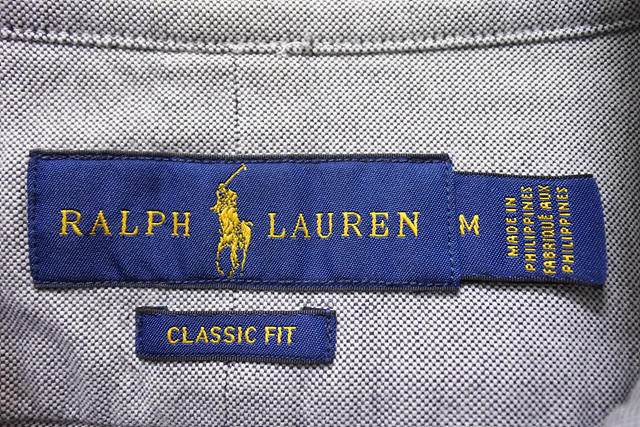 RALPH LAUREN
M
MADE IN
PHILIPPINES
FABRIQUÉ AUX
PHILIPPINES
CLASSIC FIT